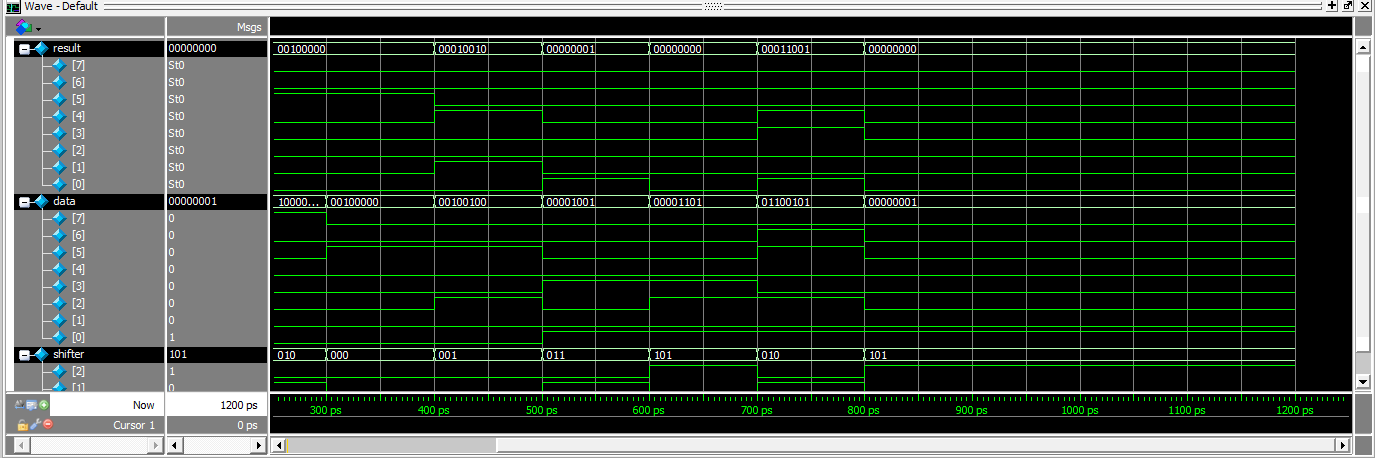 Wave - Default
Msgs
result 00000000 00100000 00010010 00000001 00000000 00011001 00000000
[7] St0
[6] St0
[5] St0
[4] St0
[3] St0
[2] St0
[1] St0
[0] St0
data 00000001 10000... 00100000 00100100 00001001 00001101 01100101 00000001
[7] 0
[6] 0
[5] 0
[4] 0
[3] 0
[2] 0
[1] 0
[0] 1
shifter 101 010 000 001 011 101 010 101
[2] 1
[1] 0
Now 1200 ps 300 ps 400 ps 500 ps 600 ps 700 ps 800 ps 900 ps 1000 ps 1100 ps 1200 ps
Cursor 1 0 ps